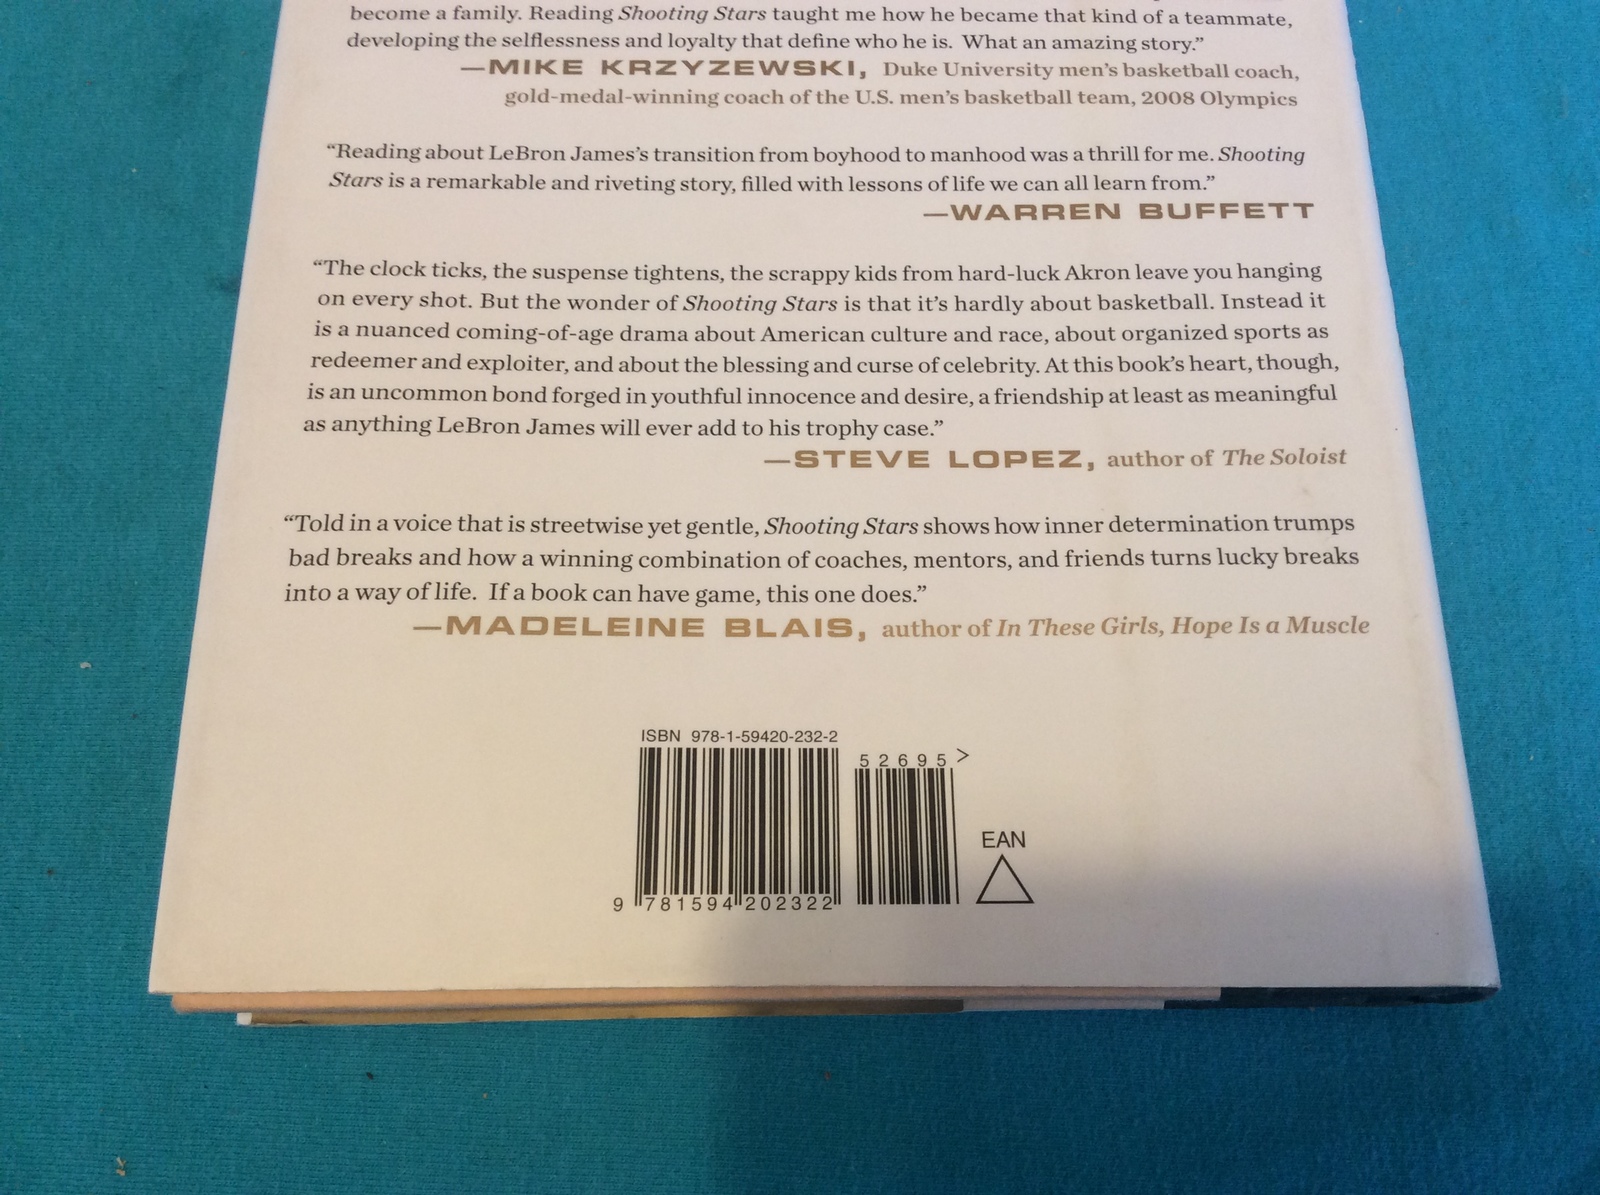 become a family. Reading Shooting Stars taught me how he became that kind of a teammate,
developing the selflessness and loyalty that define who he is. What an amazing story.”
—MIKE KRZYZEWSKI, Duke University men’s basketball coach,
gold-medal-winning coach of the U.S. men’s basketball team, 2008 Olympics
“Reading about LeBron James’s transition from boyhood to manhood was a thrill for me. Shooting
Stars is a remarkable and riveting story, filled with lessons of life we can all learn from.”
—WARREN BUFFETT
“The clock ticks, the suspense tightens, the scrappy kids from hard-luck Akron leave you hanging
on every shot. But the wonder of Shooting Stars is that it’s hardly about basketball. Instead it
is a nuanced coming-of-age drama about American culture and race, about organized sports as
redeemer and exploiter, and about the blessing and curse of celebrity. At this book’s heart, though,
is an uncommon bond forged in youthful innocence and desire, a friendship at least as meaningful
as anything LeBron James will ever add to his trophy case.”
—STEVE LOPEZ, author of The Soloist
“Told in a voice that is streetwise yet gentle, Shooting Stars shows how inner determination trumps
bad breaks and how a winning combination of coaches, mentors, and friends turns lucky breaks
into a way of life. If a book can have game, this one does.”
—MADELEINE BLAIS, author of In These Girls, Hope Is a Muscle
ISBN 978-1-59420-232-2
52695>
EAN
9 781594 202322